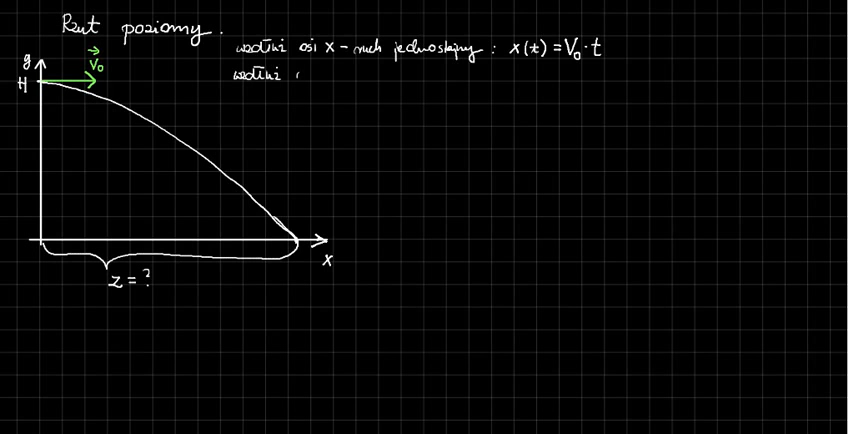 Rzut poziomy.
wzdłuż osi x - ruch jednostajny : x(t) = V₀·t
wzdłuż
y
H
V₀
x
z = ?